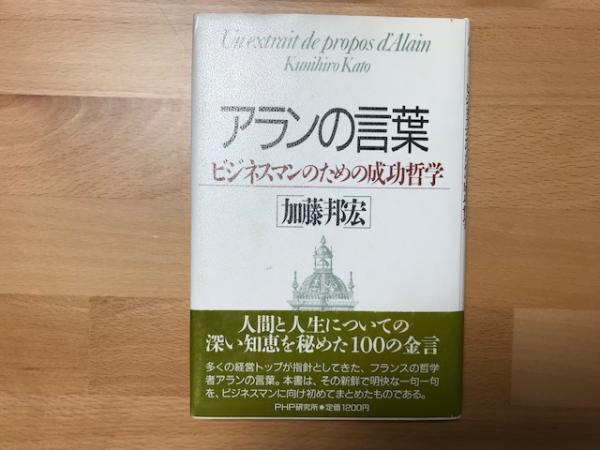 Un extrait de propos d'Alain
Kunihiro Kato
アランの言葉
ビジネスマンのための成功哲学
[加藤邦宏]
人間と人生についての
深い知恵を秘めた100の金言
多くの経営トップが指針としてきた、フランスの哲学
者アランの言葉。本書は、その新鮮で明快な一句一句
を、ビジネスマンに向け初めてまとめたものである。
PHP研究所●定価1200円